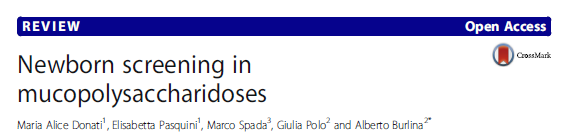 REVIEW Open Access
CrossMark
Newborn screening in
mucopolysaccharidoses
Maria Alice Donati1, Elisabetta Pasquini1, Marco Spada3, Giulia Polo2 and Alberto Burlina2*